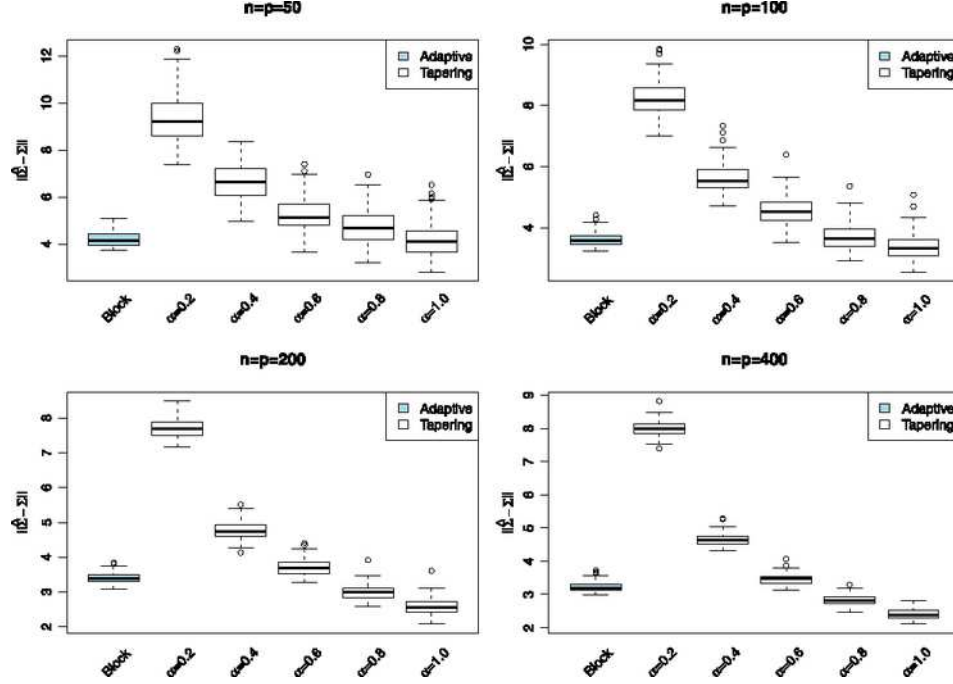 n=p=50
12
10
8
6
4
||Σ̂−Σ||
Adaptive
Tapering
Block
α=0.2
α=0.4
α=0.6
α=0.8
α=1.0
n=p=100
10
8
6
4
||Σ̂−Σ||
Adaptive
Tapering
Block
α=0.2
α=0.4
α=0.6
α=0.8
α=1.0
n=p=200
8
7
6
5
4
3
2
||Σ̂−Σ||
Adaptive
Tapering
Block
α=0.2
α=0.4
α=0.6
α=0.8
α=1.0
n=p=400
9
8
7
6
5
4
3
2
||Σ̂−Σ||
Adaptive
Tapering
Block
α=0.2
α=0.4
α=0.6
α=0.8
α=1.0